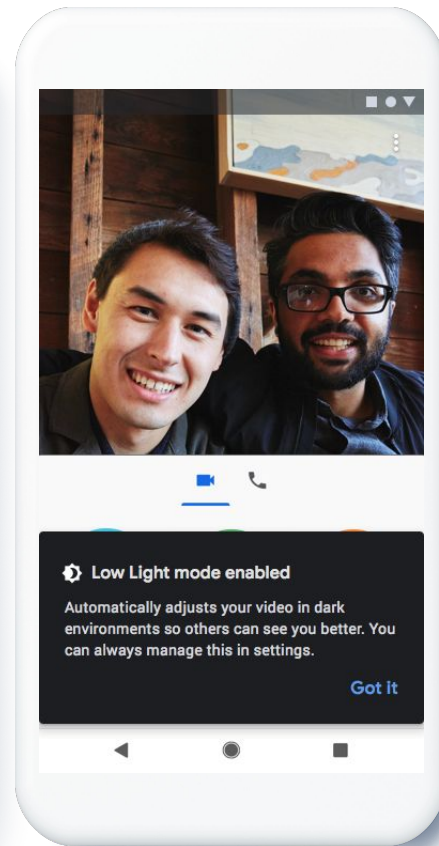 Low Light mode enabled
Automatically adjusts your video in dark
environments so others can see you better. You
can always manage this in settings.
Got it